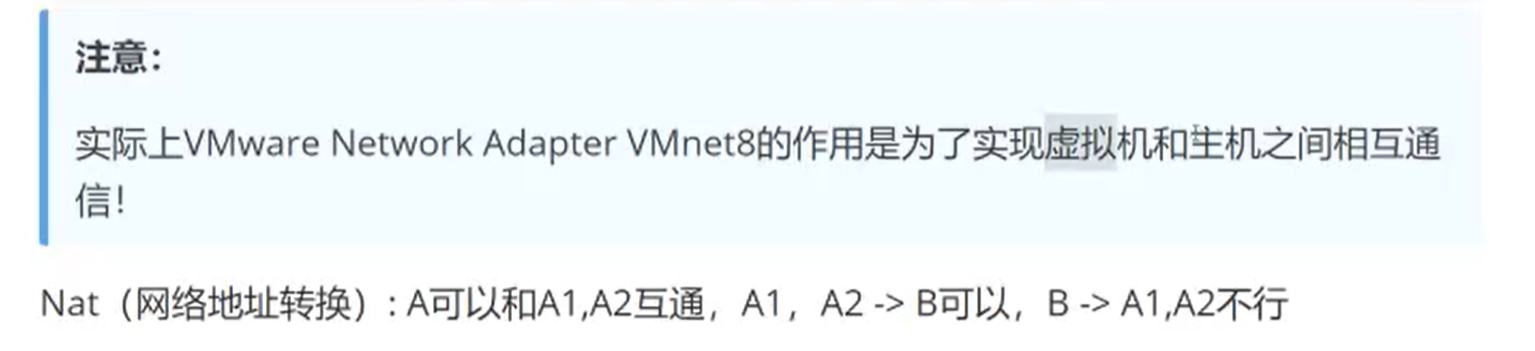 注意：
实际上VMware Network Adapter VMnet8的作用是为了实现虚拟机和主机之间相互通
信！
Nat（网络地址转换）: A可以和A1,A2互通，A1，A2 -> B可以，B -> A1,A2不行